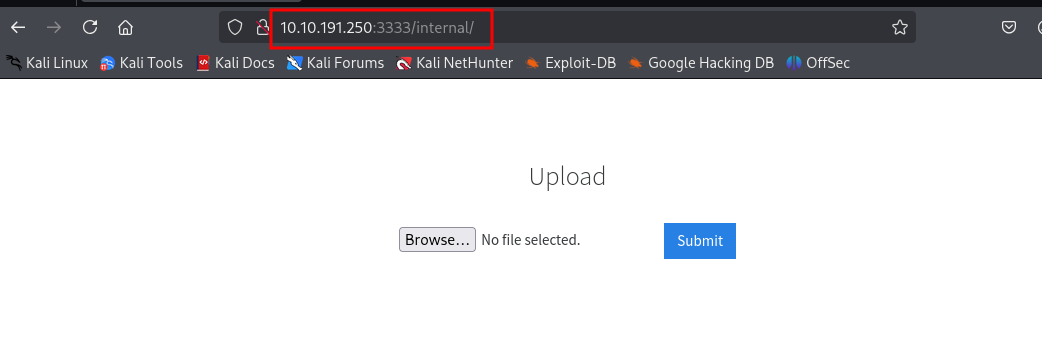 10.10.191.250:3333/internal/
Kali Linux Kali Tools Kali Docs Kali Forums Kali NetHunter Exploit-DB Google Hacking DB OffSec
Upload
Browse... No file selected. Submit